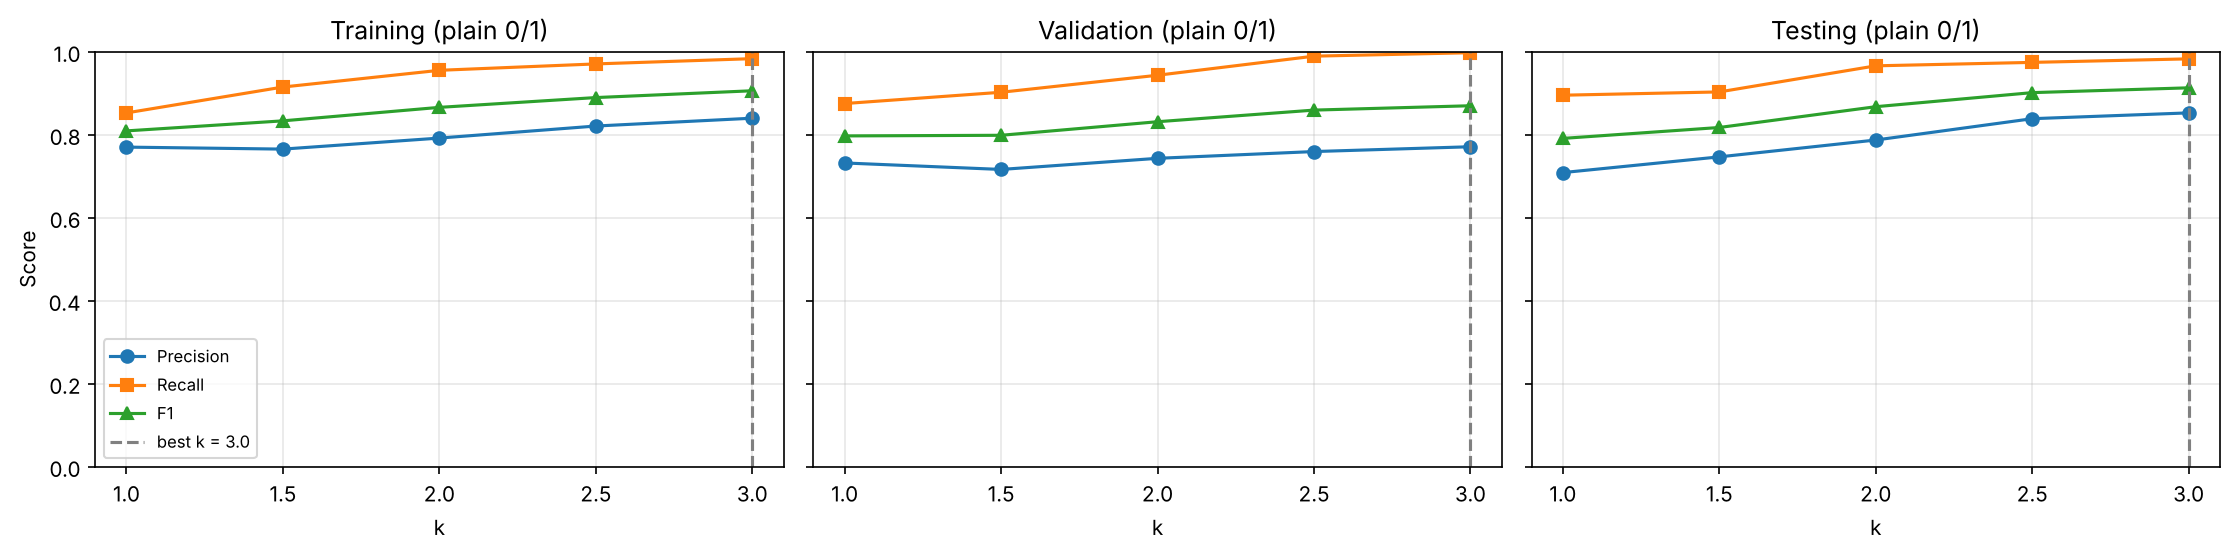 Training (plain 0/1)
Validation (plain 0/1)
Testing (plain 0/1)
Score
1.0
0.8
0.6
0.4
0.2
0.0
Precision
Recall
F1
best k = 3.0
1.0 1.5 2.0 2.5 3.0
k
1.0 1.5 2.0 2.5 3.0
k
1.0 1.5 2.0 2.5 3.0
k